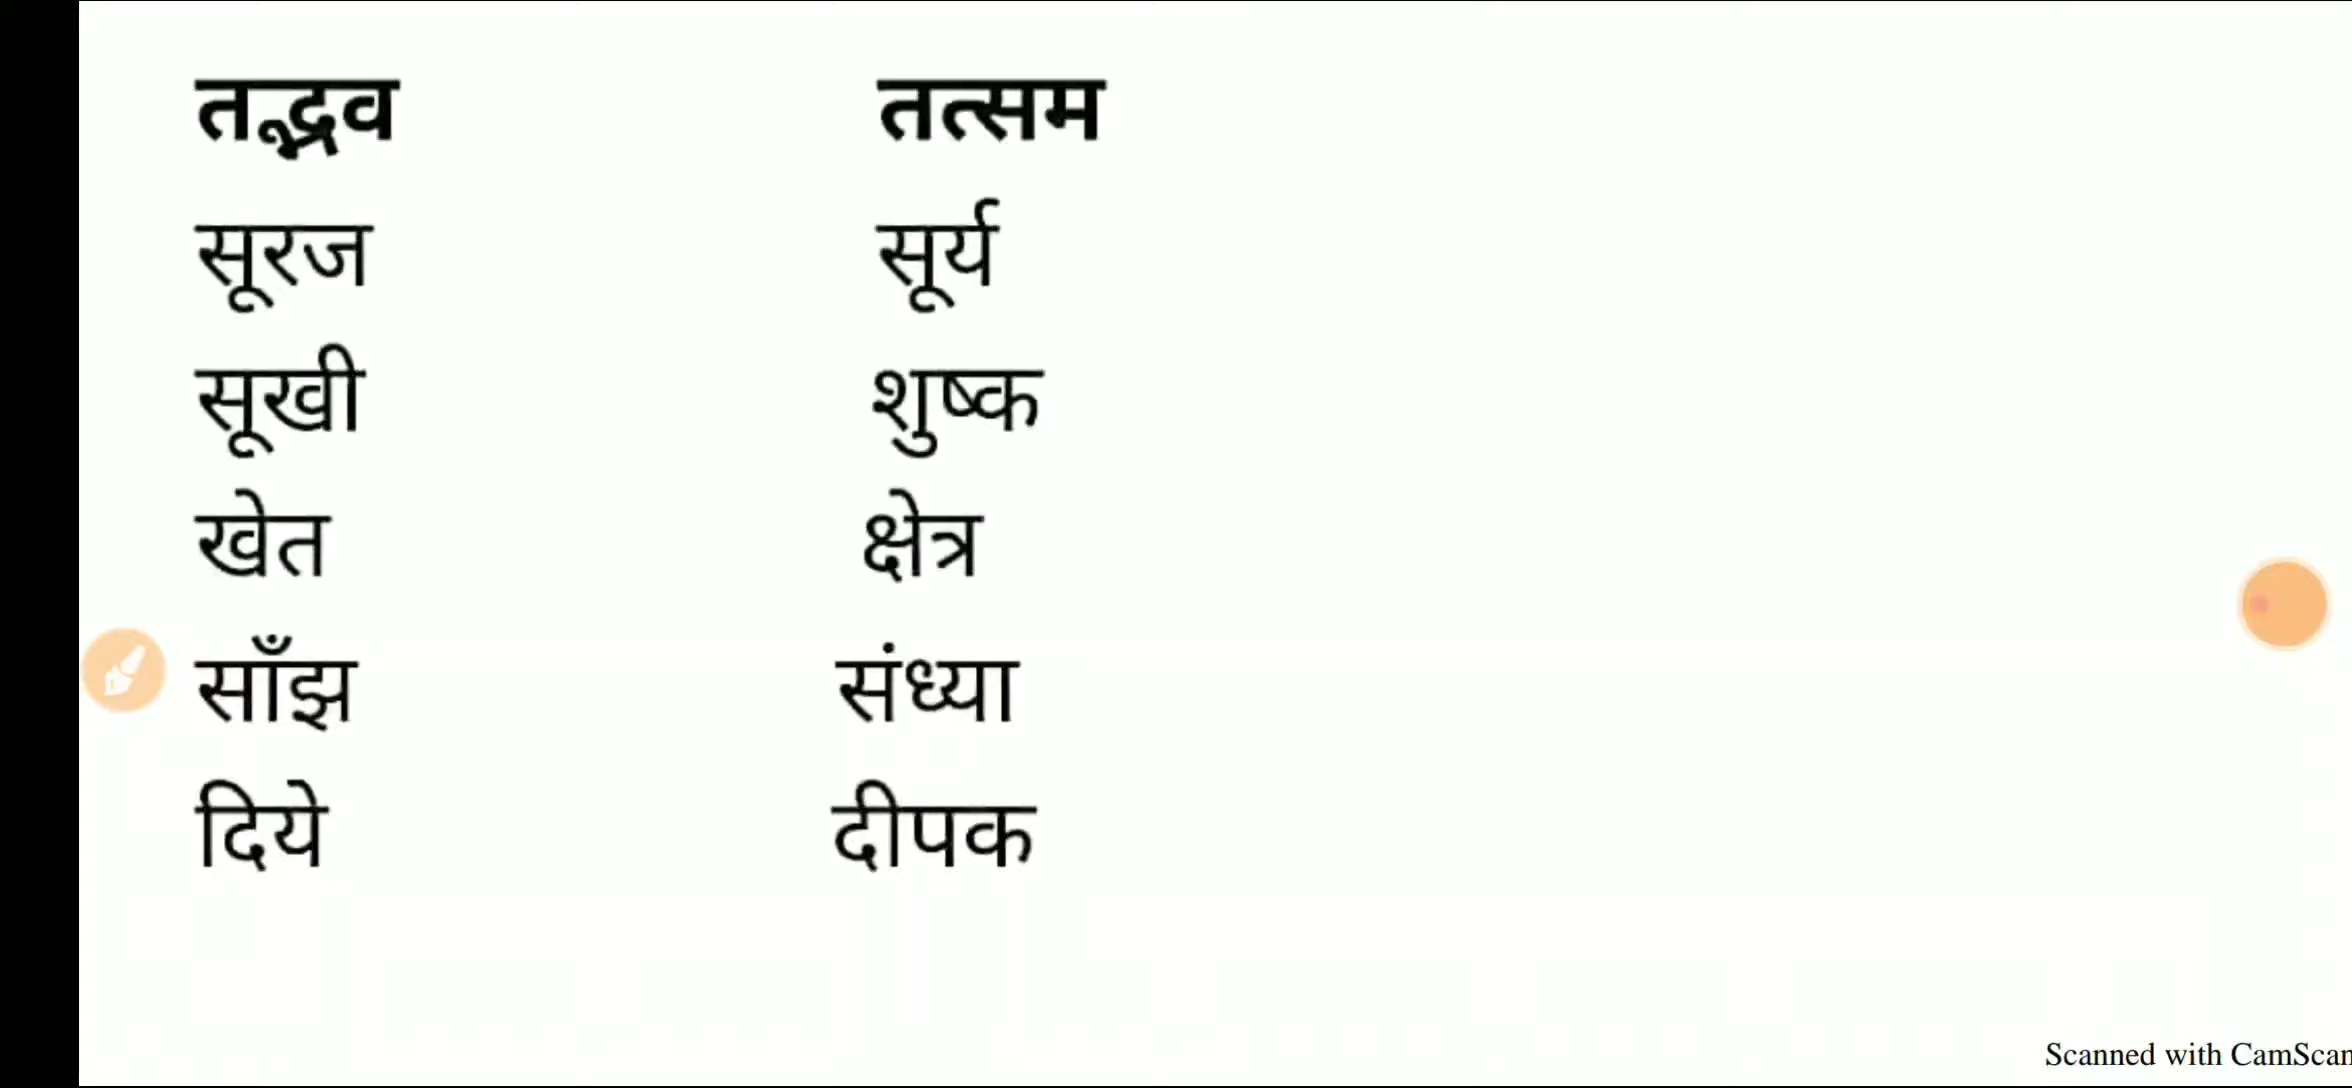 तद्भव तत्सम
सूरज सूर्य
सूखी शुष्क
खेत क्षेत्र
साँझ संध्या
दिये दीपक
Scanned with CamScan